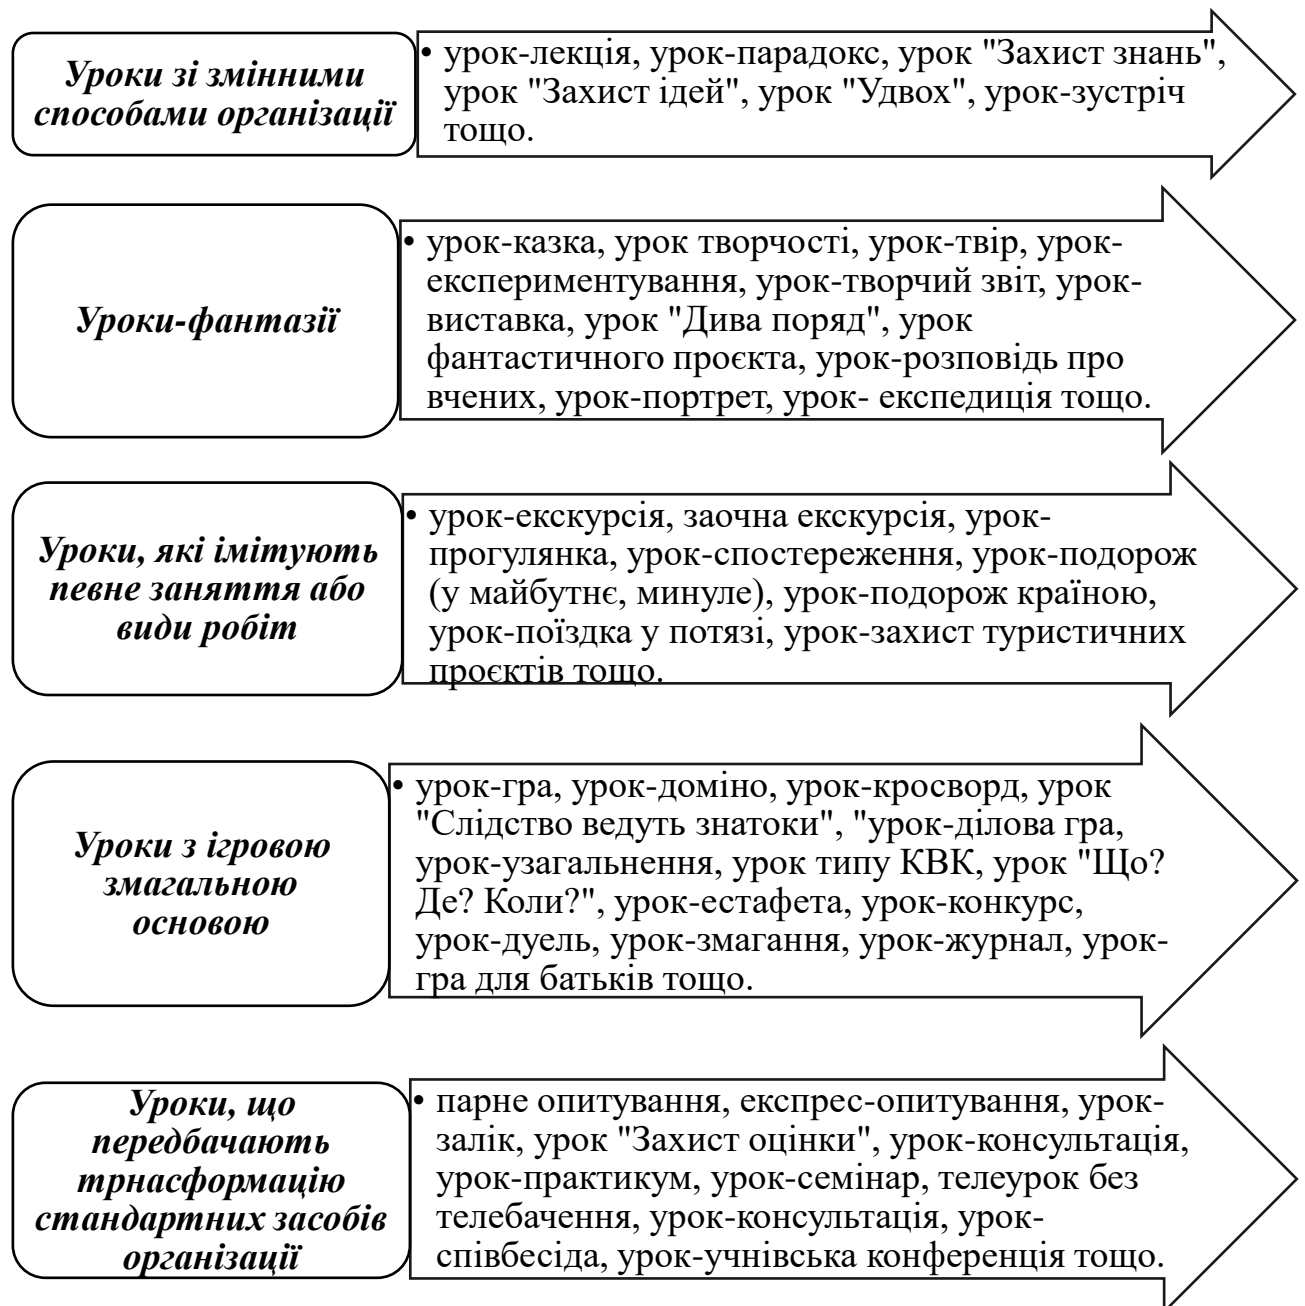 Уроки зі змінними
способами організації
• урок-лекція, урок-парадокс, урок "Захист знань",
урок "Захист ідей", урок "Удвох", урок-зустріч
тощо.
Уроки-фантазії
• урок-казка, урок творчості, урок-твір, урок-
експериментування, урок-творчий звіт, урок-
виставка, урок "Дива поряд", урок
фантастичного проєкта, урок-розповідь про
вчених, урок-портрет, урок- експедиція тощо.
Уроки, які імітують
певне заняття або
види робіт
• урок-екскурсія, заочна екскурсія, урок-
прогулянка, урок-спостереження, урок-подорож
(у майбутнє, минуле), урок-подорож країною,
урок-поїздка у потязі, урок-захист туристичних
проєктів тощо.
Уроки з ігровою
змагальною
основою
• урок-гра, урок-доміно, урок-кросворд, урок
"Слідство ведуть знатоки", "урок-ділова гра,
урок-узагальнення, урок типу КВК, урок "Що?
Де? Коли?", урок-естафета, урок-конкурс,
урок-дуель, урок-змагання, урок-журнал, урок-
гра для батьків тощо.
Уроки, що
передбачають
трнасформацію
стандартних засобів
організації
• парне опитування, експрес-опитування, урок-
залік, урок "Захист оцінки", урок-консультація,
урок-практикум, урок-семінар, телеурок без
телебачення, урок-консультація, урок-
співбесіда, урок-учнівська конференція тощо.